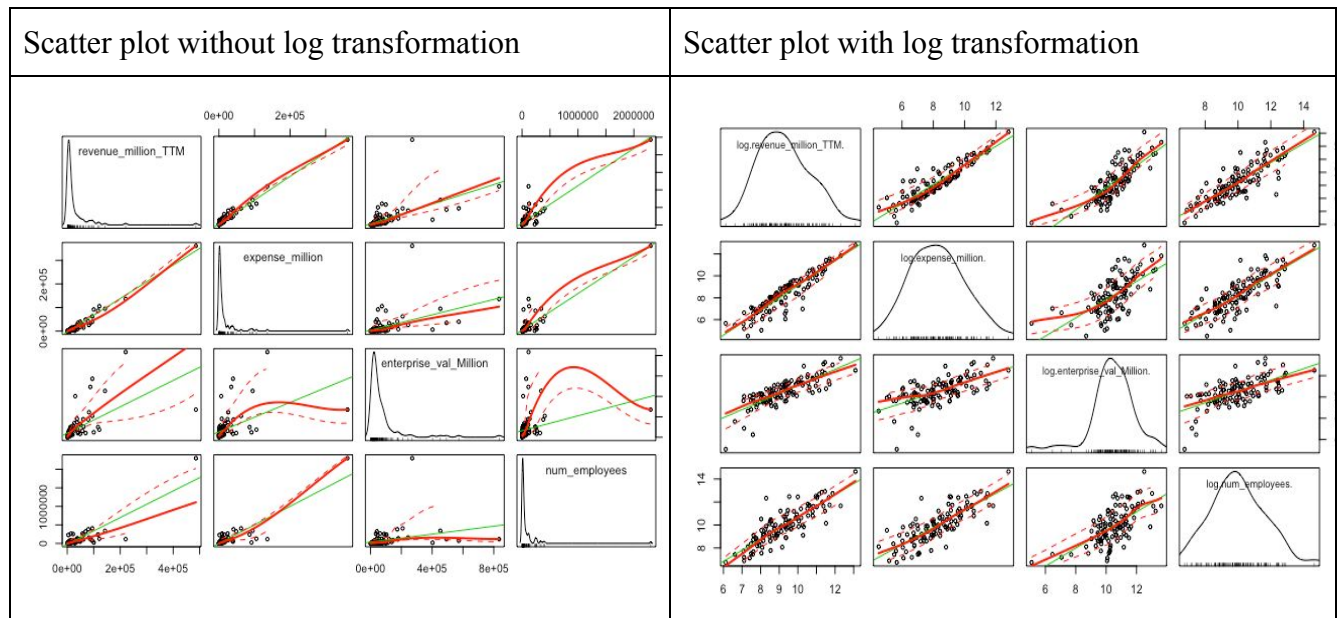 Scatter plot without log transformation
Scatter plot with log transformation
0e+00 2e+05
0 1000000 2000000
revenue_million_TTM
expense_million
0e+00 2e+05
enterprise_val_Million
num_employees
0 1000000
0e+00 2e+05 4e+05
0e+00 4e+05 8e+05
6 8 10 12
8 10 12 14
log.revenue_million_TTM.
log.expense_million.
6 8 10
log.enterprise_val_Million.
log.num_employees.
8 10 14
6 7 8 9 10 12
6 8 10 12